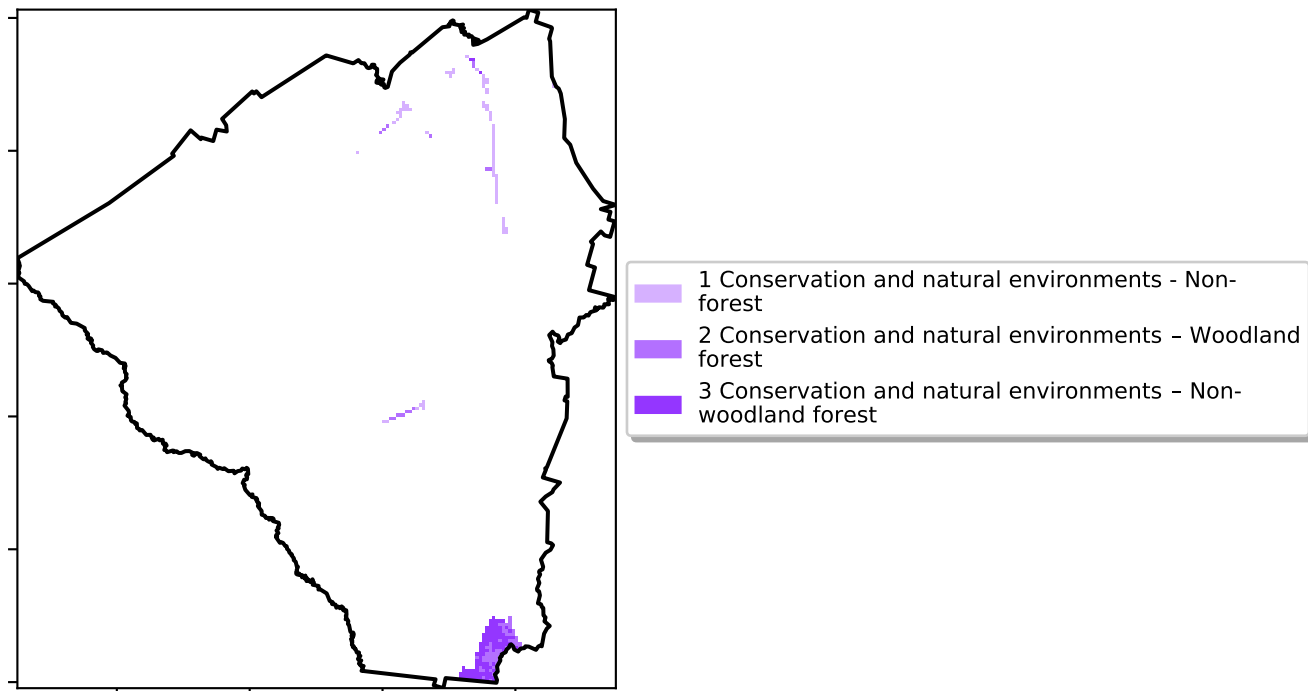 1 Conservation and natural environments - Non-
forest
2 Conservation and natural environments – Woodland
forest
3 Conservation and natural environments – Non-
woodland forest